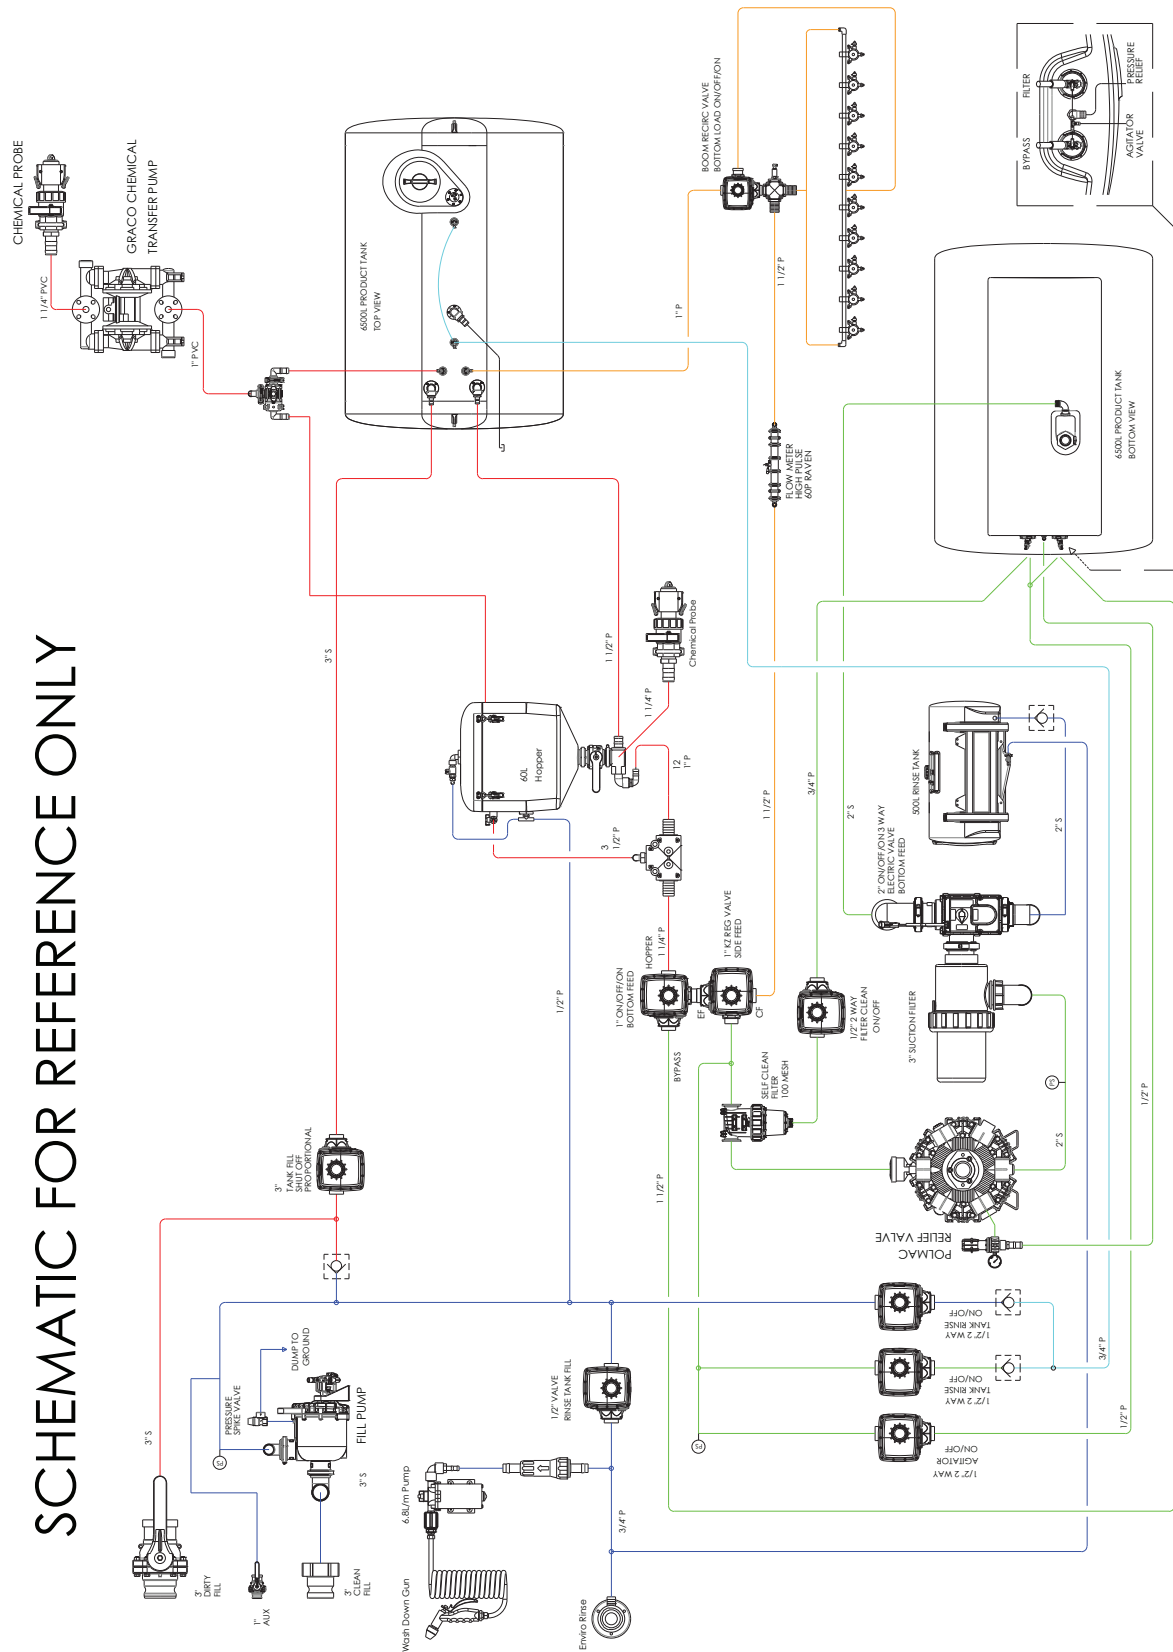 SCHEMATIC FOR REFERENCE ONLY
3" DIRTY
FILL
3" S
1"
AUX
3"
CLEAN
FILL
PS
PRESSURE
SPIKE VALVE
DUMP TO
GROUND
FILL PUMP
3" S
3"
TANK FILL
SHUT OFF
PROPORTIONAL
3" S
Wash Down Gun
6.8L/m Pump
Enviro Rinse
3/4" P
1/2" VALVE
RINSE TANK FILL
1/2" P
CHEMICAL PROBE
1 1/4" PVC
GRACO CHEMICAL
TRANSFER PUMP
1" PVC
6500L PRODUCT TANK
TOP VIEW
60L
Hopper
3
1/2" P
12
1" P
1 1/4" P
1 1/2" P
Chemical Probe
HOPPER
1 1/4" P
1" ON/OFF/ON
BOTTOM FEED
BYPASS
EF
CF
1" KZ REG VALVE
SIDE FEED
1 1/2" P
1 1/2" P
SELF CLEAN
FILTER
100 MESH
1/2" 2 WAY
FILTER CLEAN
ON/OFF
3/4" P
FLOW METER
HIGH PULSE
60P RAVEN
1" P
1 1/2" P
BOOM RECIRC VALVE
BOTTOM LOAD ON/OFF/ON
2" S
2" ON/OFF/ON 3 WAY
ELECTRIC VALVE
BOTTOM FEED
500L RINSE TANK
2" S
3" SUCTION FILTER
PS
2" S
1/2" P
POLMAC
RELIEF VALVE
PS
1/2" 2 WAY
AGITATOR
ON/OFF
1/2" 2 WAY
TANK RINSE
ON/OFF
1/2" 2 WAY
TANK RINSE
ON/OFF
3/4" P
1/2" P
6500L PRODUCT TANK
BOTTOM VIEW
BYPASS
FILTER
AGITATOR
VALVE
PRESSURE
RELIEF